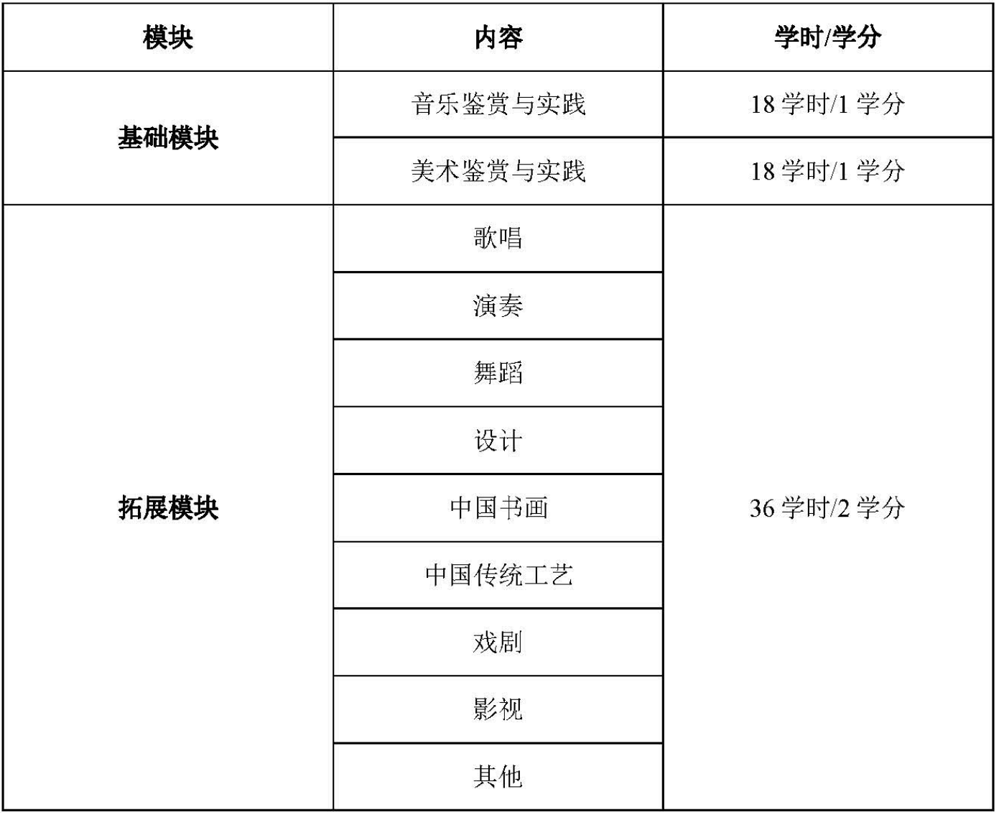 模块 内容 学时/学分
基础模块 音乐鉴赏与实践 18 学时/1 学分
美术鉴赏与实践 18 学时/1 学分
歌唱
演奏
舞蹈
设计
拓展模块 中国书画 36 学时/2 学分
中国传统工艺
戏剧
影视
其他